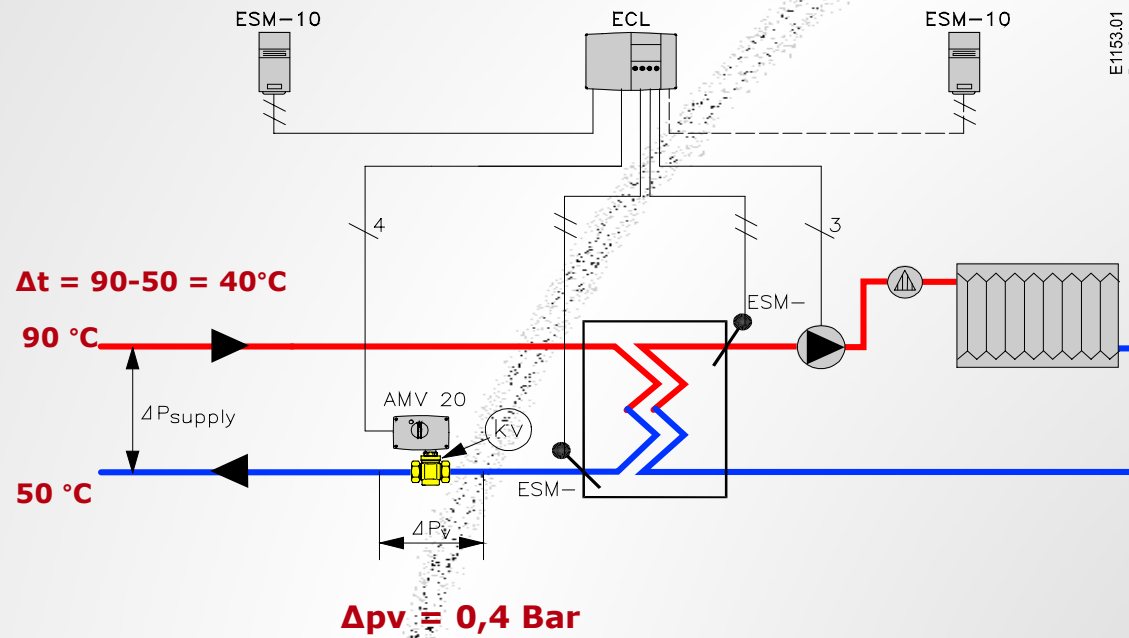 ESM-10
ECL
ESM-10
E1153.01
4
3
Δt = 90-50 = 40°C
ESM-
90 °C
ΔPsupply
AMV 20
Kv
50 °C
ESM-
ΔPv
Δpv = 0,4 Bar